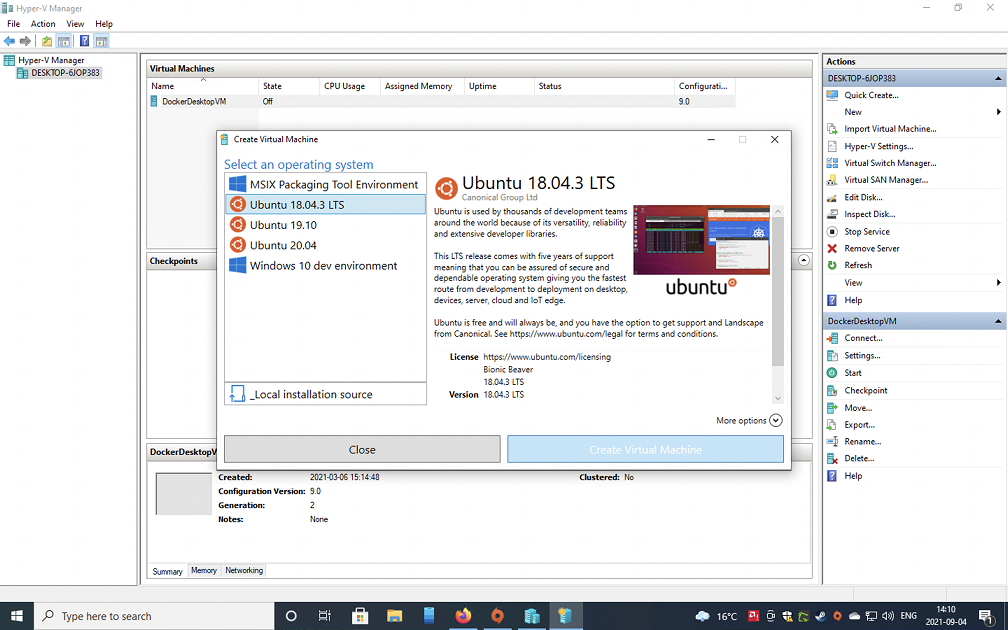 Hyper-V Manager
File Action View Help
Hyper-V Manager
DESKTOP-6JOP383
Virtual Machines
Name State CPU Usage Assigned Memory Uptime Status Configurati...
DockerDesktopVM Off 9.0
Checkpoints
Create Virtual Machine
Select an operating system
MSIX Packaging Tool Environment
Ubuntu 18.04.3 LTS
Ubuntu 19.10
Ubuntu 20.04
Windows 10 dev environment
_Local installation source
Ubuntu 18.04.3 LTS
Canonical Group Ltd
Ubuntu is used by thousands of development teams
around the world because of its versatility, reliability
and extensive developer libraries.
This LTS release comes with five years of support
meaning that you can be assured of secure and
dependable operating system giving you the fastest
route from development to deployment on desktop,
devices, server, cloud and IoT edge.
ubuntu
Ubuntu is free and will always be, and you have the option to get support and Landscape
from Canonical. See https://www.ubuntu.com/legal for terms and conditions.
License https://www.ubuntu.com/licensing
Bionic Beaver
18.04.3 LTS
Version 18.04.3 LTS
More options
Close
Create Virtual Machine
DockerDesktopV
Created: 2021-03-06 15:14:48 Clustered: No
Configuration Version: 9.0
Generation: 2
Notes: None
Summary Memory Networking
Actions
DESKTOP-6JOP383
Quick Create...
New
Import Virtual Machine...
Hyper-V Settings...
Virtual Switch Manager...
Virtual SAN Manager...
Edit Disk...
Inspect Disk...
Stop Service
Remove Server
Refresh
View
Help
DockerDesktopVM
Connect...
Settings...
Start
Checkpoint
Move...
Export...
Rename...
Delete...
Help
Type here to search
16°C
ENG
14:10
2021-09-04
1